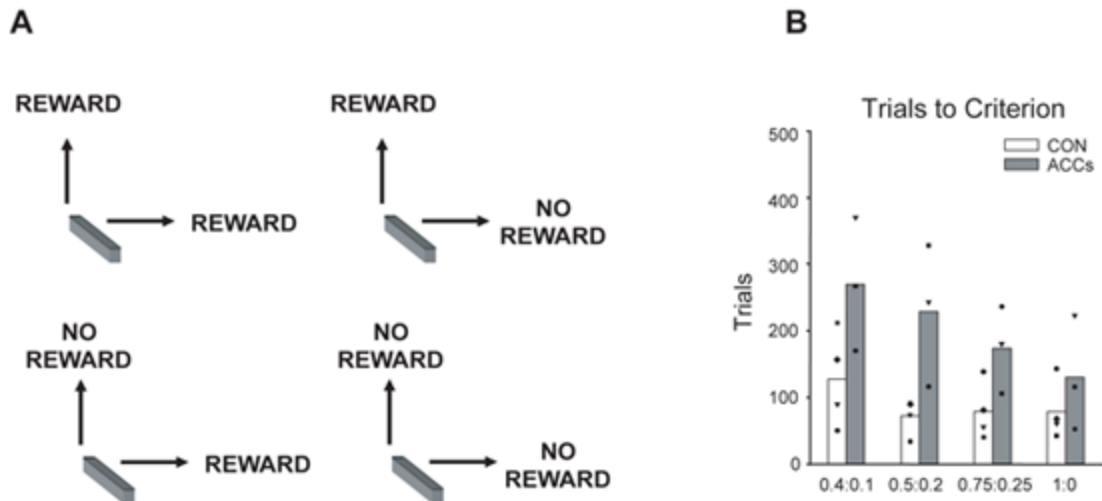 A
REWARD
REWARD
REWARD
NO
REWARD
NO
REWARD
REWARD
NO
REWARD
NO
REWARD
B
Trials to Criterion
CON
ACCs
Trials
500
400
300
200
100
0
0.4:0.1
0.5:0.2
0.75:0.25
1:0